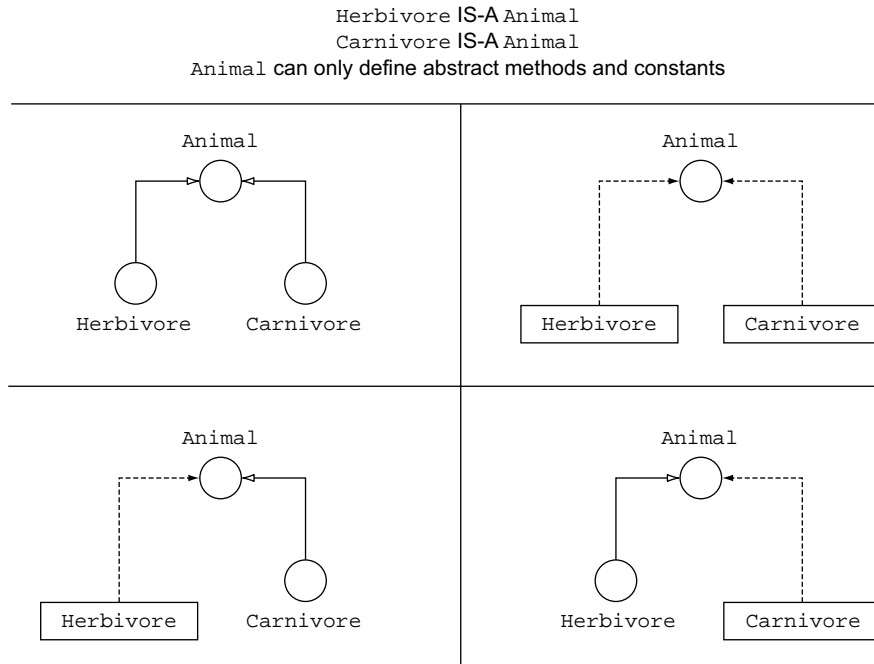 Herbivore IS-A Animal
Carnivore IS-A Animal
Animal can only define abstract methods and constants
Animal
Herbivore
Carnivore
Animal
Herbivore
Carnivore
Animal
Herbivore
Carnivore
Animal
Herbivore
Carnivore